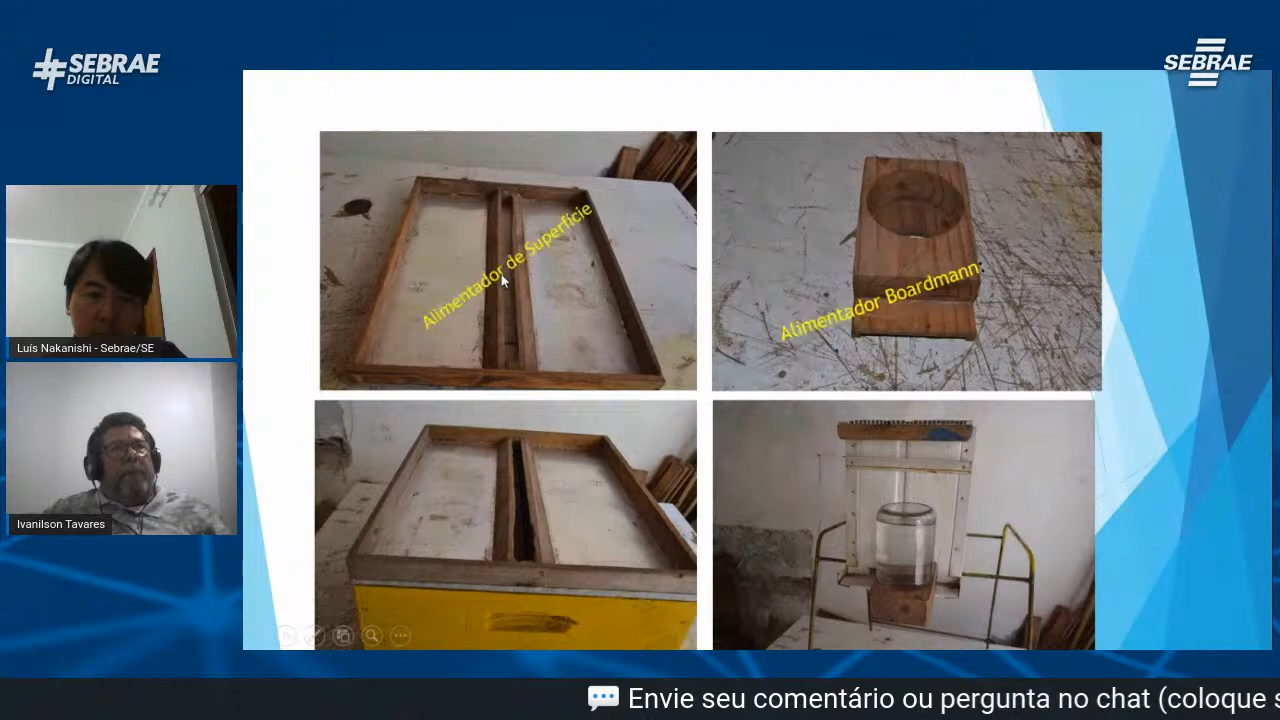 #SEBRAE
DIGITAL
SEBRAE
Alimentador de Superfície
Alimentador Boardmann
Luís Nakanishi - Sebrae/SE
Ivanilson Tavares
💬 Envie seu comentário ou pergunta no chat (coloque s